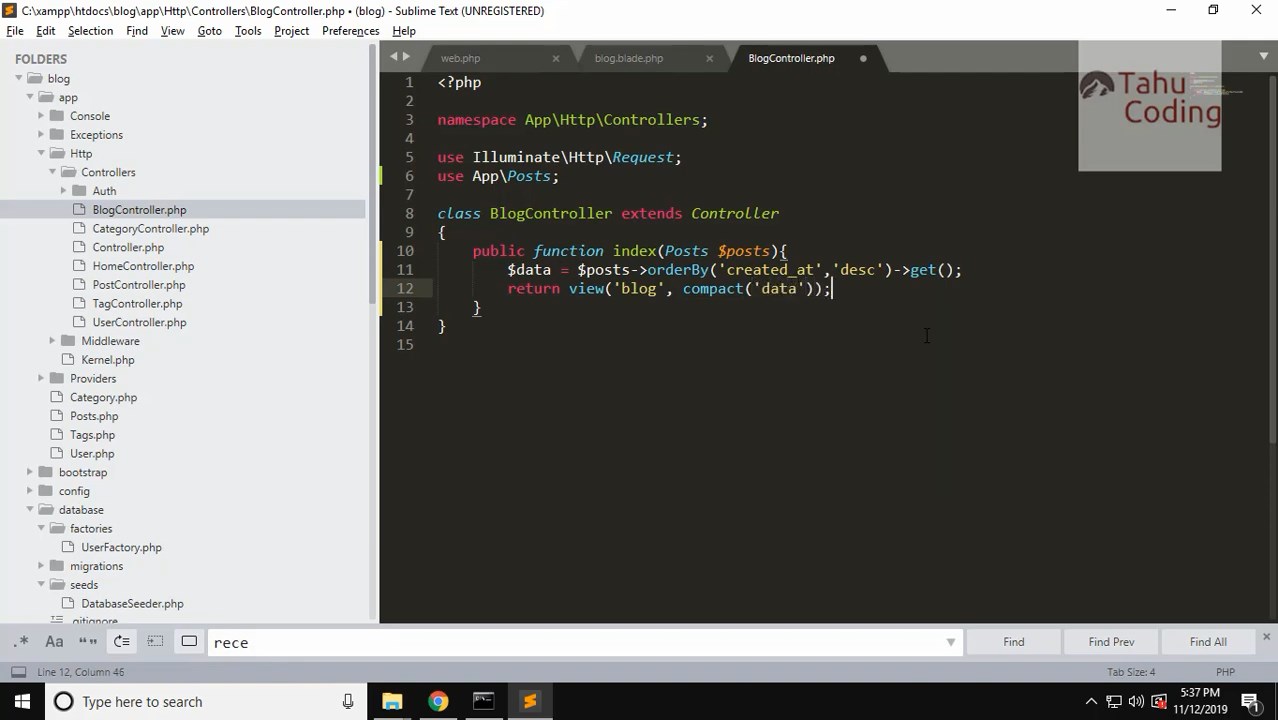 C:\xampp\htdocs\blog\app\Http\Controllers\BlogController.php • (blog) - Sublime Text (UNREGISTERED)
File Edit Selection Find View Goto Tools Project Preferences Help
FOLDERS
blog
app
Console
Exceptions
Http
Controllers
Auth
BlogController.php
CategoryController.php
Controller.php
HomeController.php
PostController.php
TagController.php
UserController.php
Middleware
Kernel.php
Providers
Category.php
Posts.php
Tags.php
User.php
bootstrap
config
database
factories
UserFactory.php
migrations
seeds
DatabaseSeeder.php
.gitignore
web.php
blog.blade.php
BlogController.php
Tahu
Coding
1 <?php
2
3 namespace App\Http\Controllers;
4
5 use Illuminate\Http\Request;
6 use App\Posts;
7
8 class BlogController extends Controller
9 {
10 public function index(Posts $posts){
11 $data = $posts->orderBy('created_at','desc')->get();
12 return view('blog', compact('data'));
13 }
14 }
15
.* Aa “” rece Find Find Prev Find All
Line 12, Column 46 Tab Size: 4 PHP
Type here to search
5:37 PM
11/12/2019
1